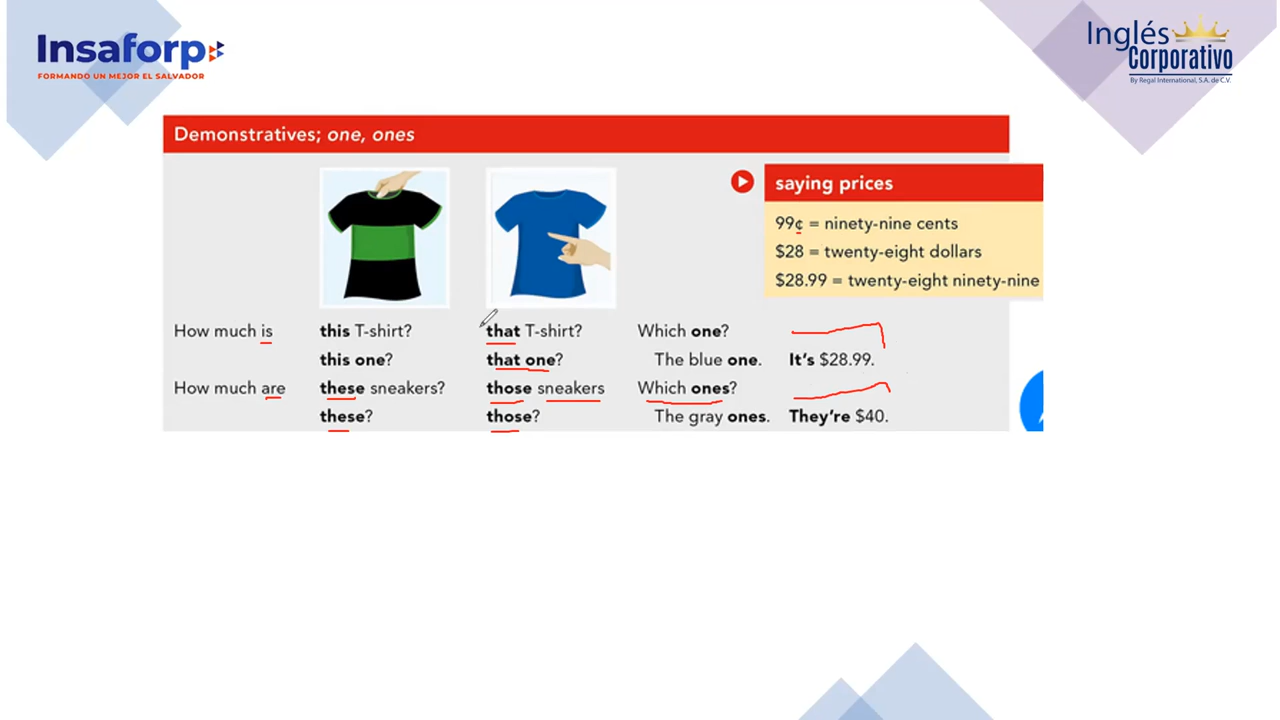 Insaforp
FORMANDO UN MEJOR EL SALVADOR
Inglés
Corporativo
By Regal International, S.A. de C.V.
Demonstratives; one, ones
saying prices
99¢ = ninety-nine cents
$28 = twenty-eight dollars
$28.99 = twenty-eight ninety-nine
How much is this T-shirt? that T-shirt? Which one?
this one? that one? The blue one. It's $28.99.
How much are these sneakers? those sneakers Which ones?
these? those? The gray ones. They're $40.